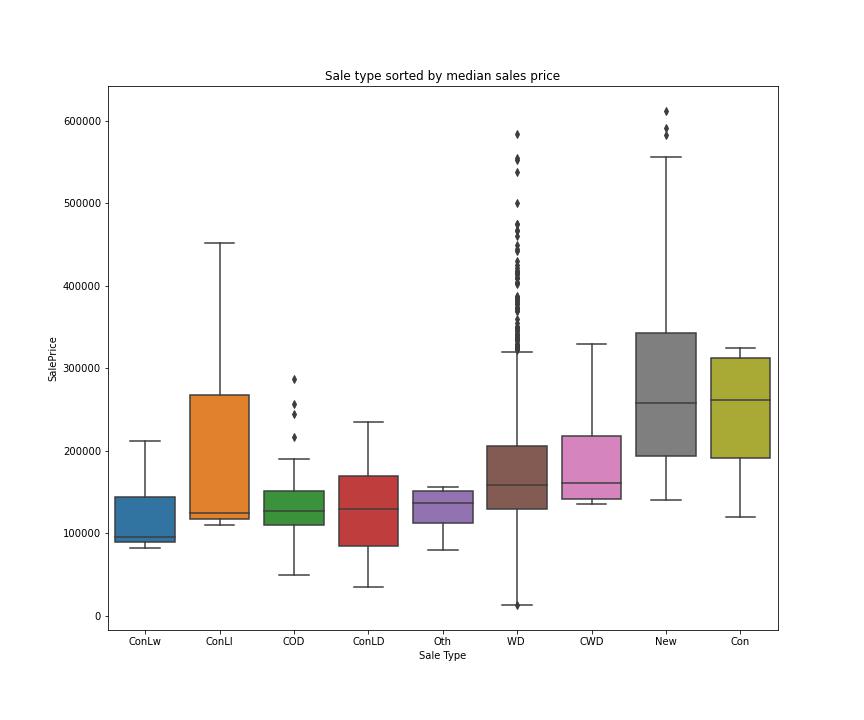 Sale type sorted by median sales price
600000
500000
400000
300000
200000
100000
0
SalePrice
ConLw
ConLI
COD
ConLD
Oth
WD
CWD
New
Con
Sale Type